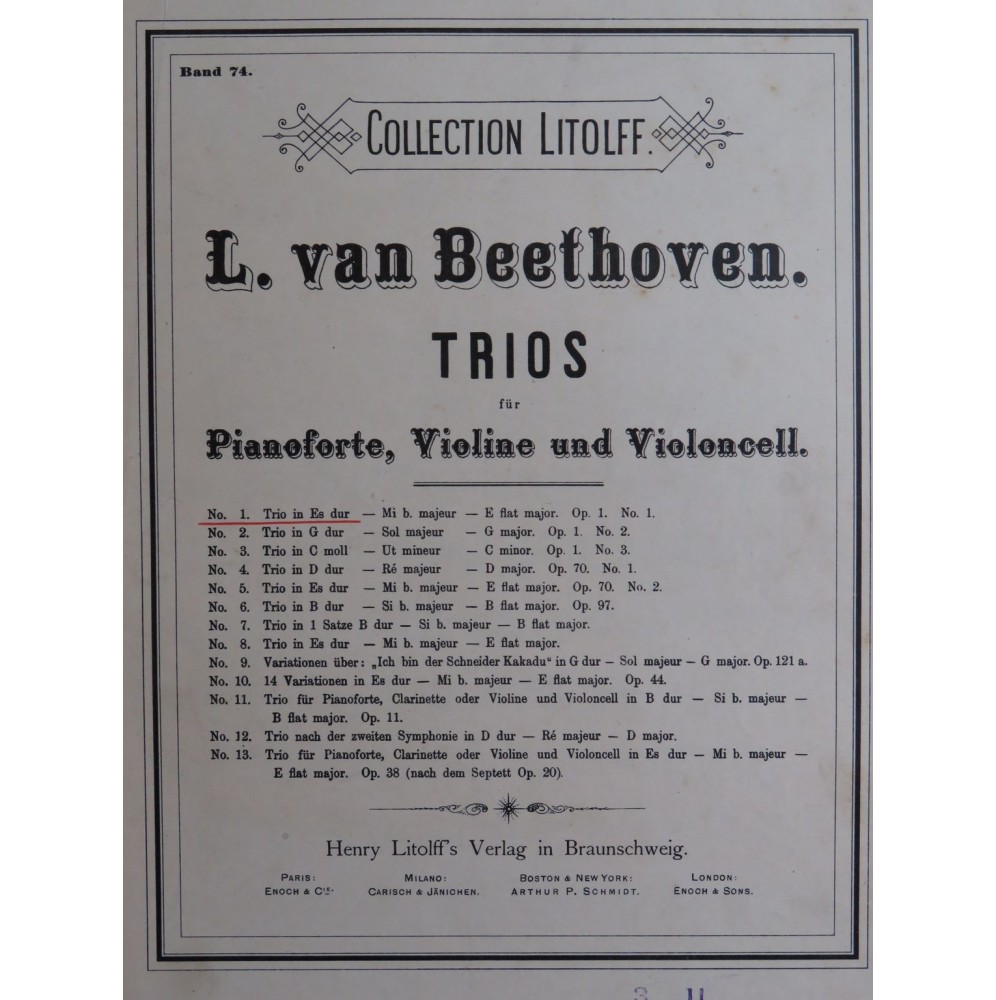 Band 74.
COLLECTION LITOLFF.
L. van Beethoven.
TRIOS
für
Pianoforte, Violine und Violoncell.
No. 1. Trio in Es dur — Mi b. majeur — E flat major. Op. 1. No. 1.
No. 2. Trio in G dur — Sol majeur — G major. Op. 1. No. 2.
No. 3. Trio in C moll — Ut mineur — C minor. Op. 1. No. 3.
No. 4. Trio in D dur — Ré majeur — D major. Op. 70. No. 1.
No. 5. Trio in Es dur — Mi b. majeur — E flat major. Op. 70. No. 2.
No. 6. Trio in B dur — Si b. majeur — B flat major. Op. 97.
No. 7. Trio in 1 Satze B dur — Si b. majeur — B flat major.
No. 8. Trio in Es dur — Mi b. majeur — E flat major.
No. 9. Variationen über: „Ich bin der Schneider Kakadu“ in G dur — Sol majeur — G major. Op. 121 a.
No. 10. 14 Variationen in Es dur — Mi b. majeur — E flat major. Op. 44.
No. 11. Trio für Pianoforte, Clarinette oder Violine und Violoncell in B dur — Si b. majeur —
B flat major. Op. 11.
No. 12. Trio nach der zweiten Symphonie in D dur — Ré majeur — D major.
No. 13. Trio für Pianoforte, Clarinette oder Violine und Violoncell in Es dur — Mi b. majeur —
E flat major. Op. 38 (nach dem Septett Op. 20).
Henry Litolff's Verlag in Braunschweig.
PARIS: MILANO: BOSTON & NEW YORK: LONDON:
ENOCH & CIE. CARISCH & JÄNICHEN. ARTHUR P. SCHMIDT. ENOCH & SONS.